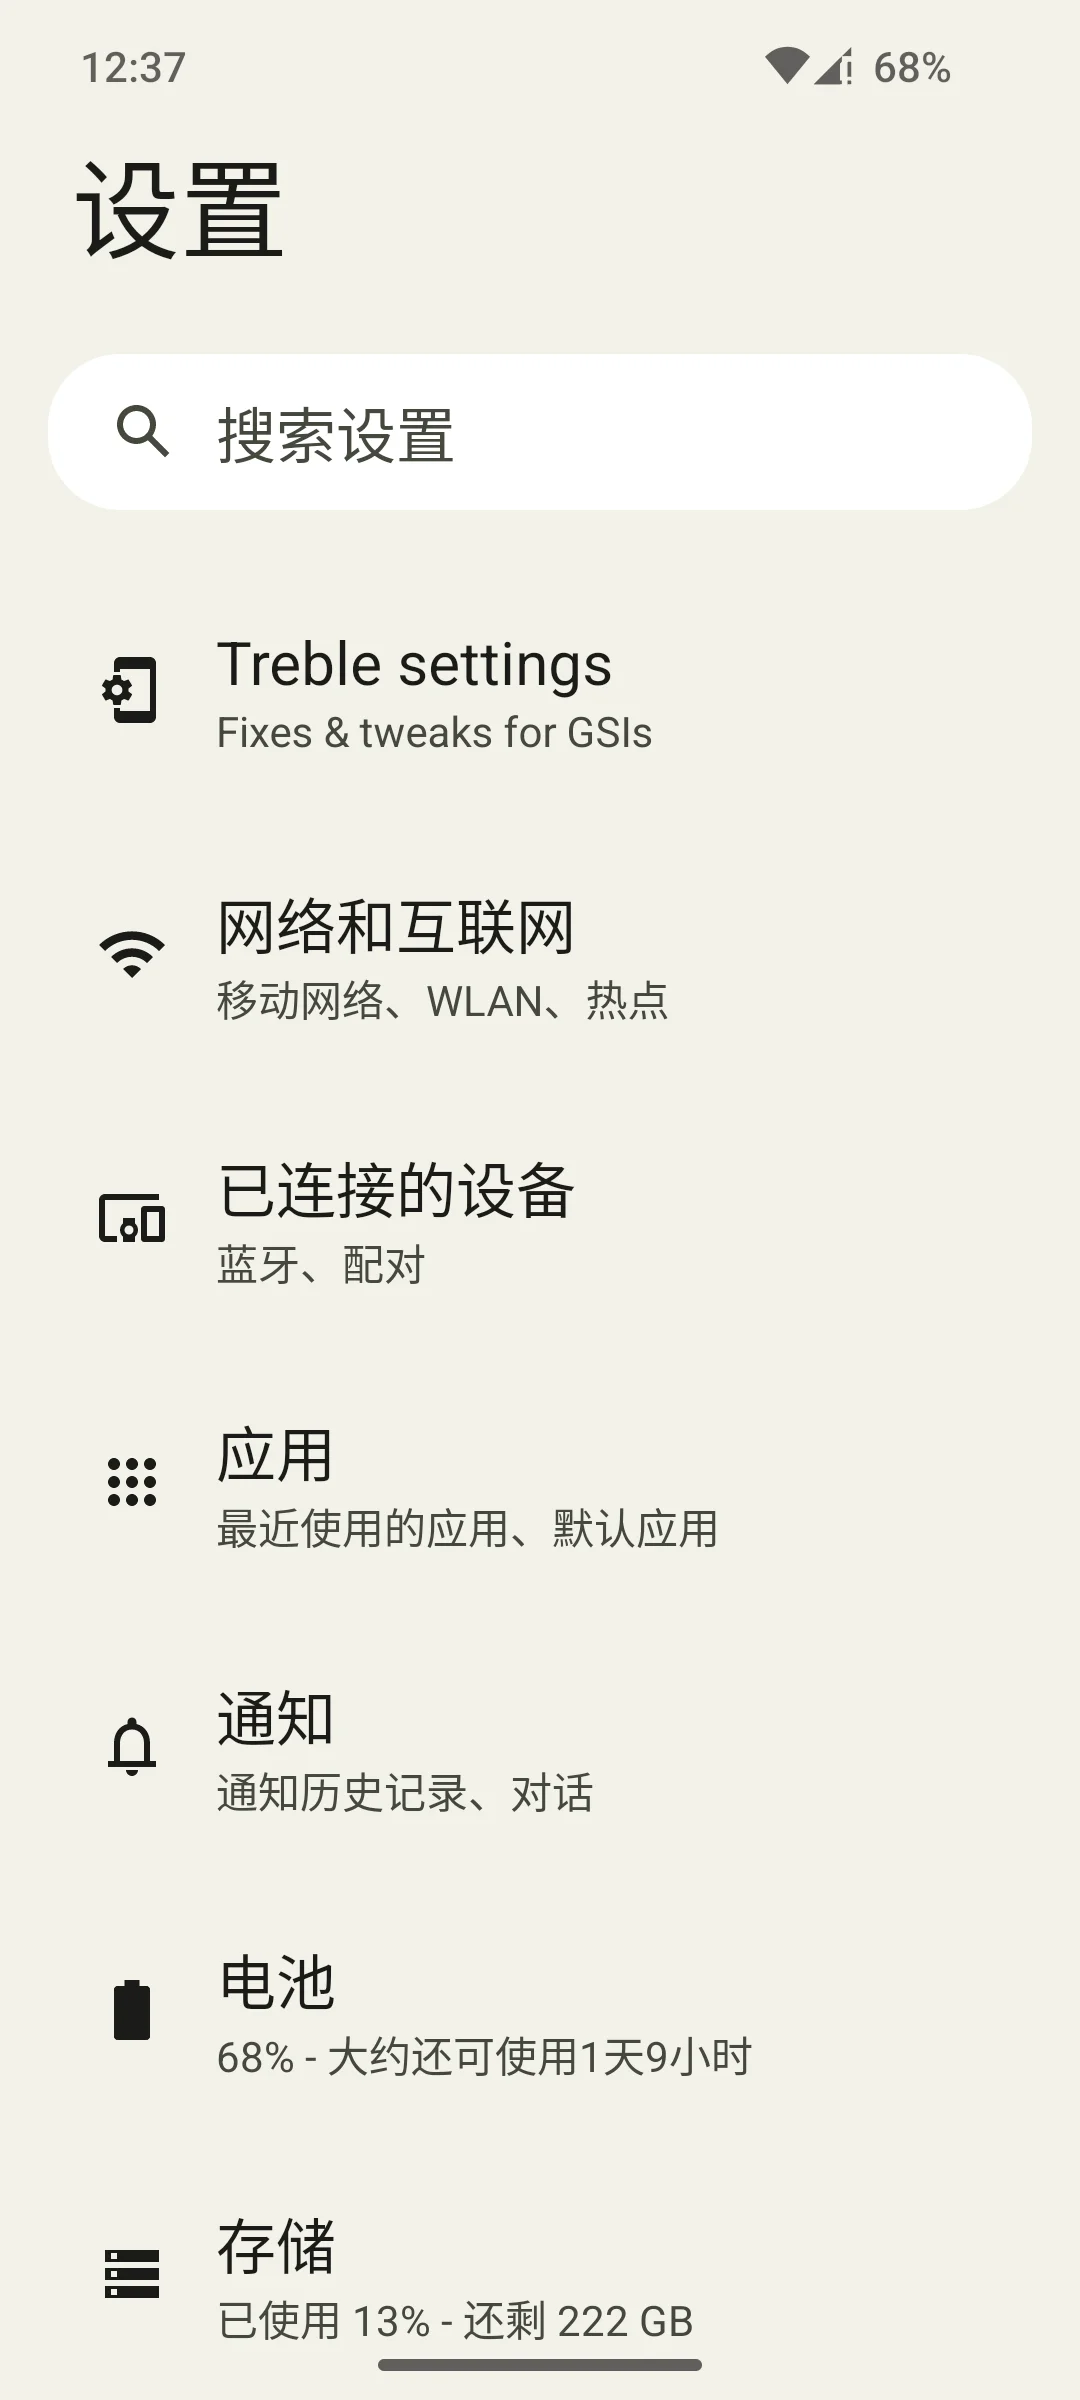 12:37 68%
设置
搜索设置
Treble settings
Fixes & tweaks for GSIs
网络和互联网
移动网络、WLAN、热点
已连接的设备
蓝牙、配对
应用
最近使用的应用、默认应用
通知
通知历史记录、对话
电池
68% - 大约还可使用1天9小时
存储
已使用 13% - 还剩 222 GB